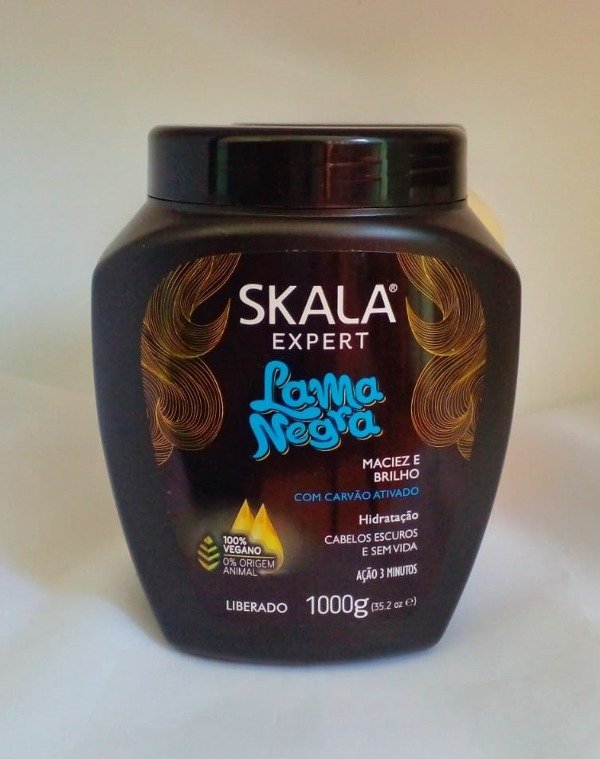 SKALA®
EXPERT
Lama
Negra
MACIEZ E
BRILHO
COM CARVÃO ATIVADO
Hidratação
CABELOS ESCUROS
E SEM VIDA
AÇÃO 3 MINUTOS
100%
VEGANO
0% ORIGEM
ANIMAL
LIBERADO 1000g (35.2 oz ℮)